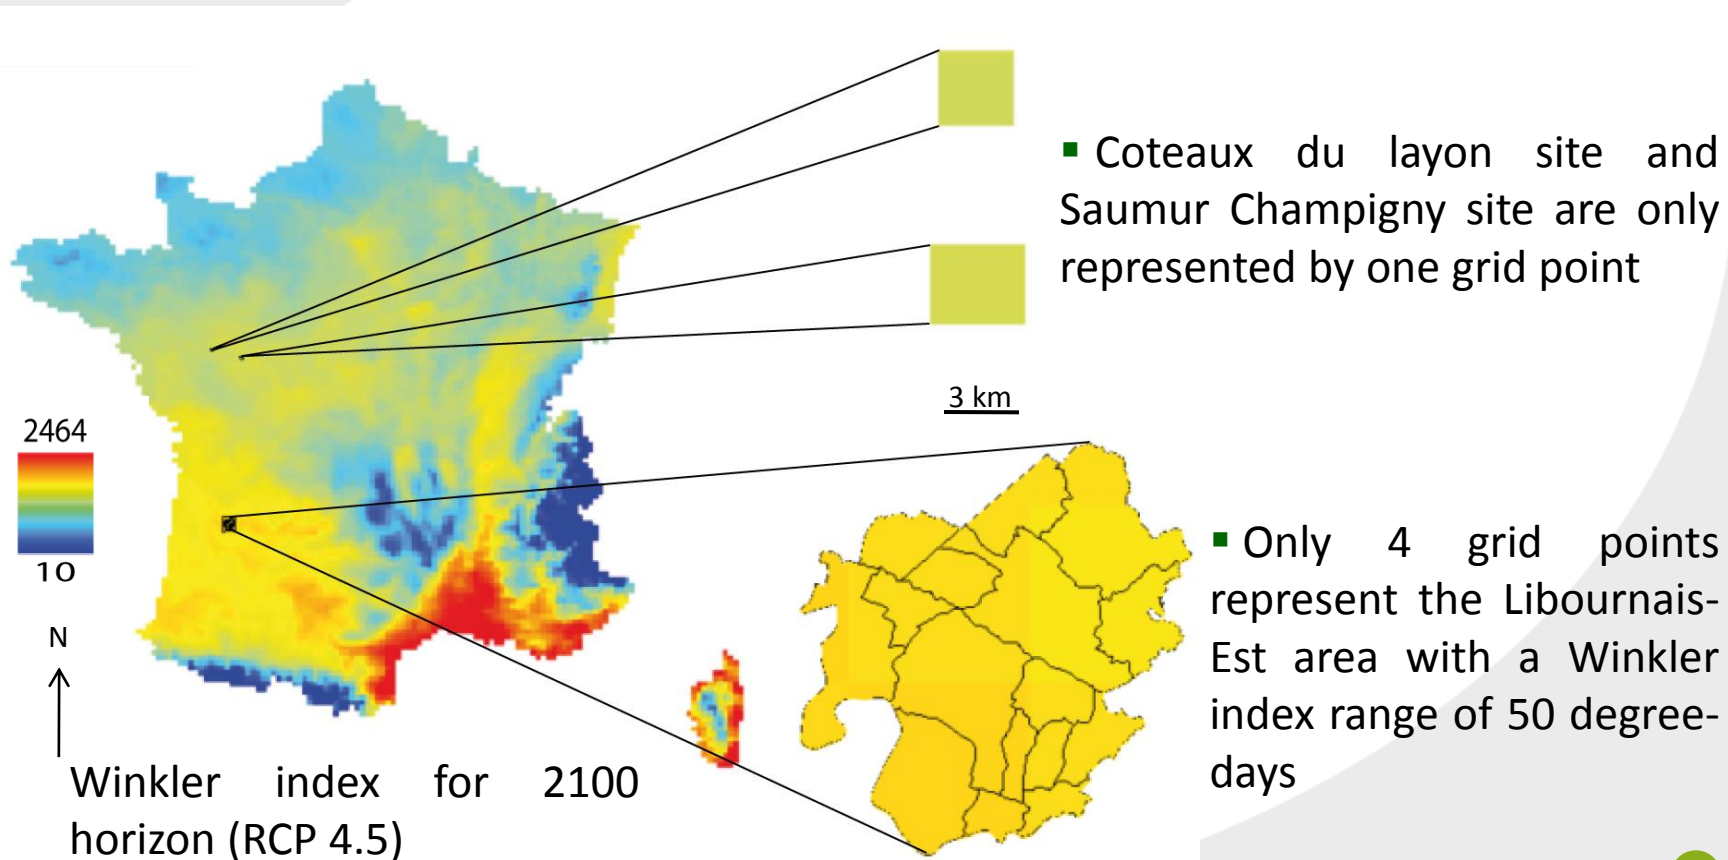 ▪ Coteaux du layon site and
Saumur Champigny site are only
represented by one grid point
3 km
2464
10
N
▪ Only 4 grid points
represent the Libournais-
Est area with a Winkler
index range of 50 degree-
days
Winkler index for 2100
horizon (RCP 4.5)